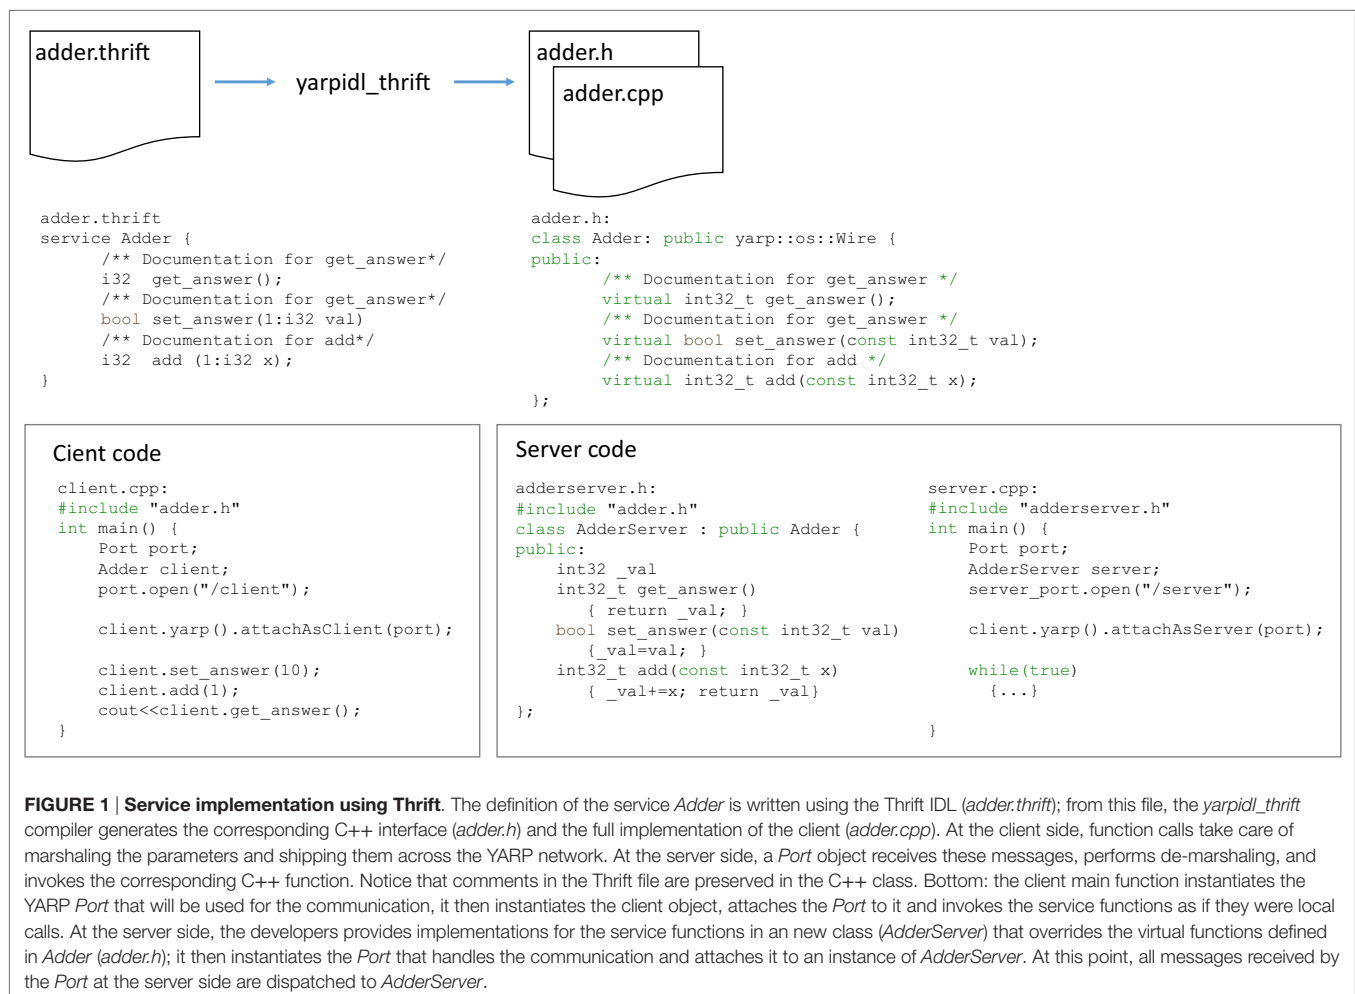 adder.thrift
yarpidl_thrift
adder.h
adder.cpp
adder.thrift
service Adder {
/** Documentation for get_answer*/
i32  get_answer();
/** Documentation for get_answer*/
bool set_answer(1:i32 val)
/** Documentation for add*/
i32  add (1:i32 x);
}
adder.h:
class Adder: public yarp::os::Wire {
public:
/** Documentation for get_answer */
virtual int32_t get_answer();
/** Documentation for get_answer */
virtual bool set_answer(const int32_t val);
/** Documentation for add */
virtual int32_t add(const int32_t x);
};
Cient code
client.cpp:
#include "adder.h"
int main() {
Port port;
Adder client;
port.open("/client");
client.yarp().attachAsClient(port);
client.set_answer(10);
client.add(1);
cout<<client.get_answer();
}
Server code
adderserver.h:
#include "adder.h"
class AdderServer : public Adder {
public:
int32 _val
int32_t get_answer()
{ return _val; }
bool set_answer(const int32_t val)
{_val=val; }
int32_t add(const int32_t x)
{ _val+=x; return _val}
};
server.cpp:
#include "adderserver.h"
int main() {
Port port;
AdderServer server;
server_port.open("/server");
client.yarp().attachAsServer(port);
while(true)
{...}
}
FIGURE 1 | Service implementation using Thrift. The definition of the service Adder is written using the Thrift IDL (adder.thrift); from this file, the yarpidl_thrift
compiler generates the corresponding C++ interface (adder.h) and the full implementation of the client (adder.cpp). At the client side, function calls take care of
marshaling the parameters and shipping them across the YARP network. At the server side, a Port object receives these messages, performs de-marshaling, and
invokes the corresponding C++ function. Notice that comments in the Thrift file are preserved in the C++ class. Bottom: the client main function instantiates the
YARP Port that will be used for the communication, it then instantiates the client object, attaches the Port to it and invokes the service functions as if they were local
calls. At the server side, the developers provides implementations for the service functions in an new class (AdderServer) that overrides the virtual functions defined
in Adder (adder.h); it then instantiates the Port that handles the communication and attaches it to an instance of AdderServer. At this point, all messages received by
the Port at the server side are dispatched to AdderServer.